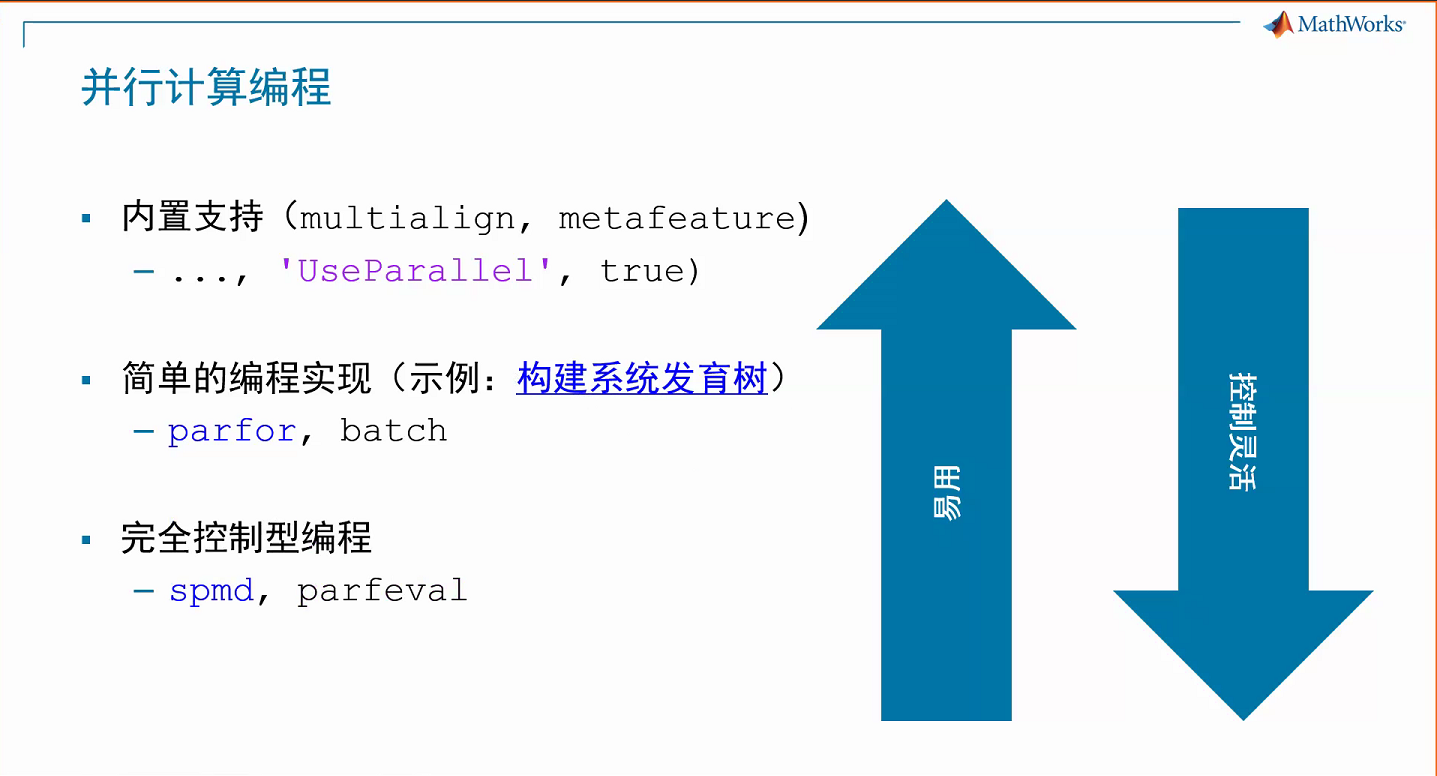 MathWorks®
并行计算编程
▪ 内置支持（multialign, metafeature)
– ..., 'UseParallel', true)
▪ 简单的编程实现（示例：构建系统发育树）
– parfor, batch
▪ 完全控制型编程
– spmd, parfeval
易用
控制灵活